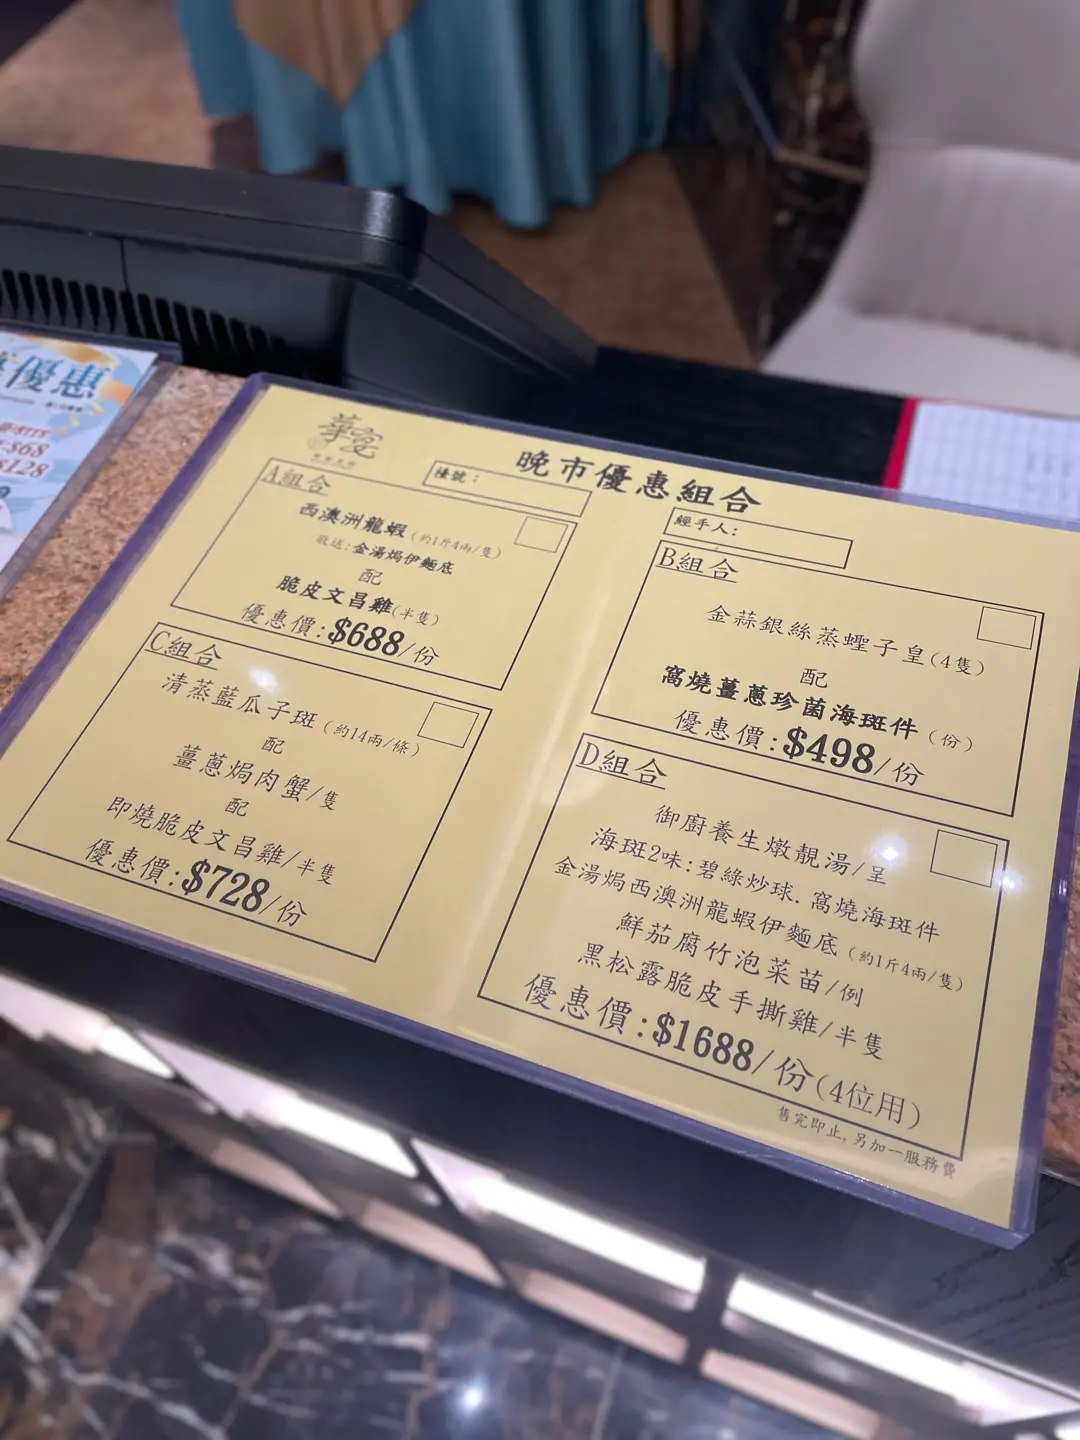 優惠
$68
$128
華宴
晚市優惠組合
檯號：
經手人:
A組合
西澳洲龍蝦(約1斤4兩/隻)
敬送:金湯焗伊麵底
配
脆皮文昌雞(半隻)
優惠價:$688/份
B組合
金蒜銀絲蒸蟶子皇(4隻)
配
窩燒薑蔥珍菌海斑件(份)
優惠價:$498/份
C組合
清蒸藍瓜子斑(約14兩/條)
配
薑蔥焗肉蟹/隻
配
即燒脆皮文昌雞/半隻
優惠價:$728/份
D組合
御廚養生燉靚湯/呈
海斑2味:碧綠炒球.窩燒海斑件
金湯焗西澳洲龍蝦伊麵底(約1斤4兩/隻)
鮮茄腐竹泡菜苗/例
黑松露脆皮手撕雞/半隻
優惠價:$1688/份(4位用)
售完即止,另加一服務費